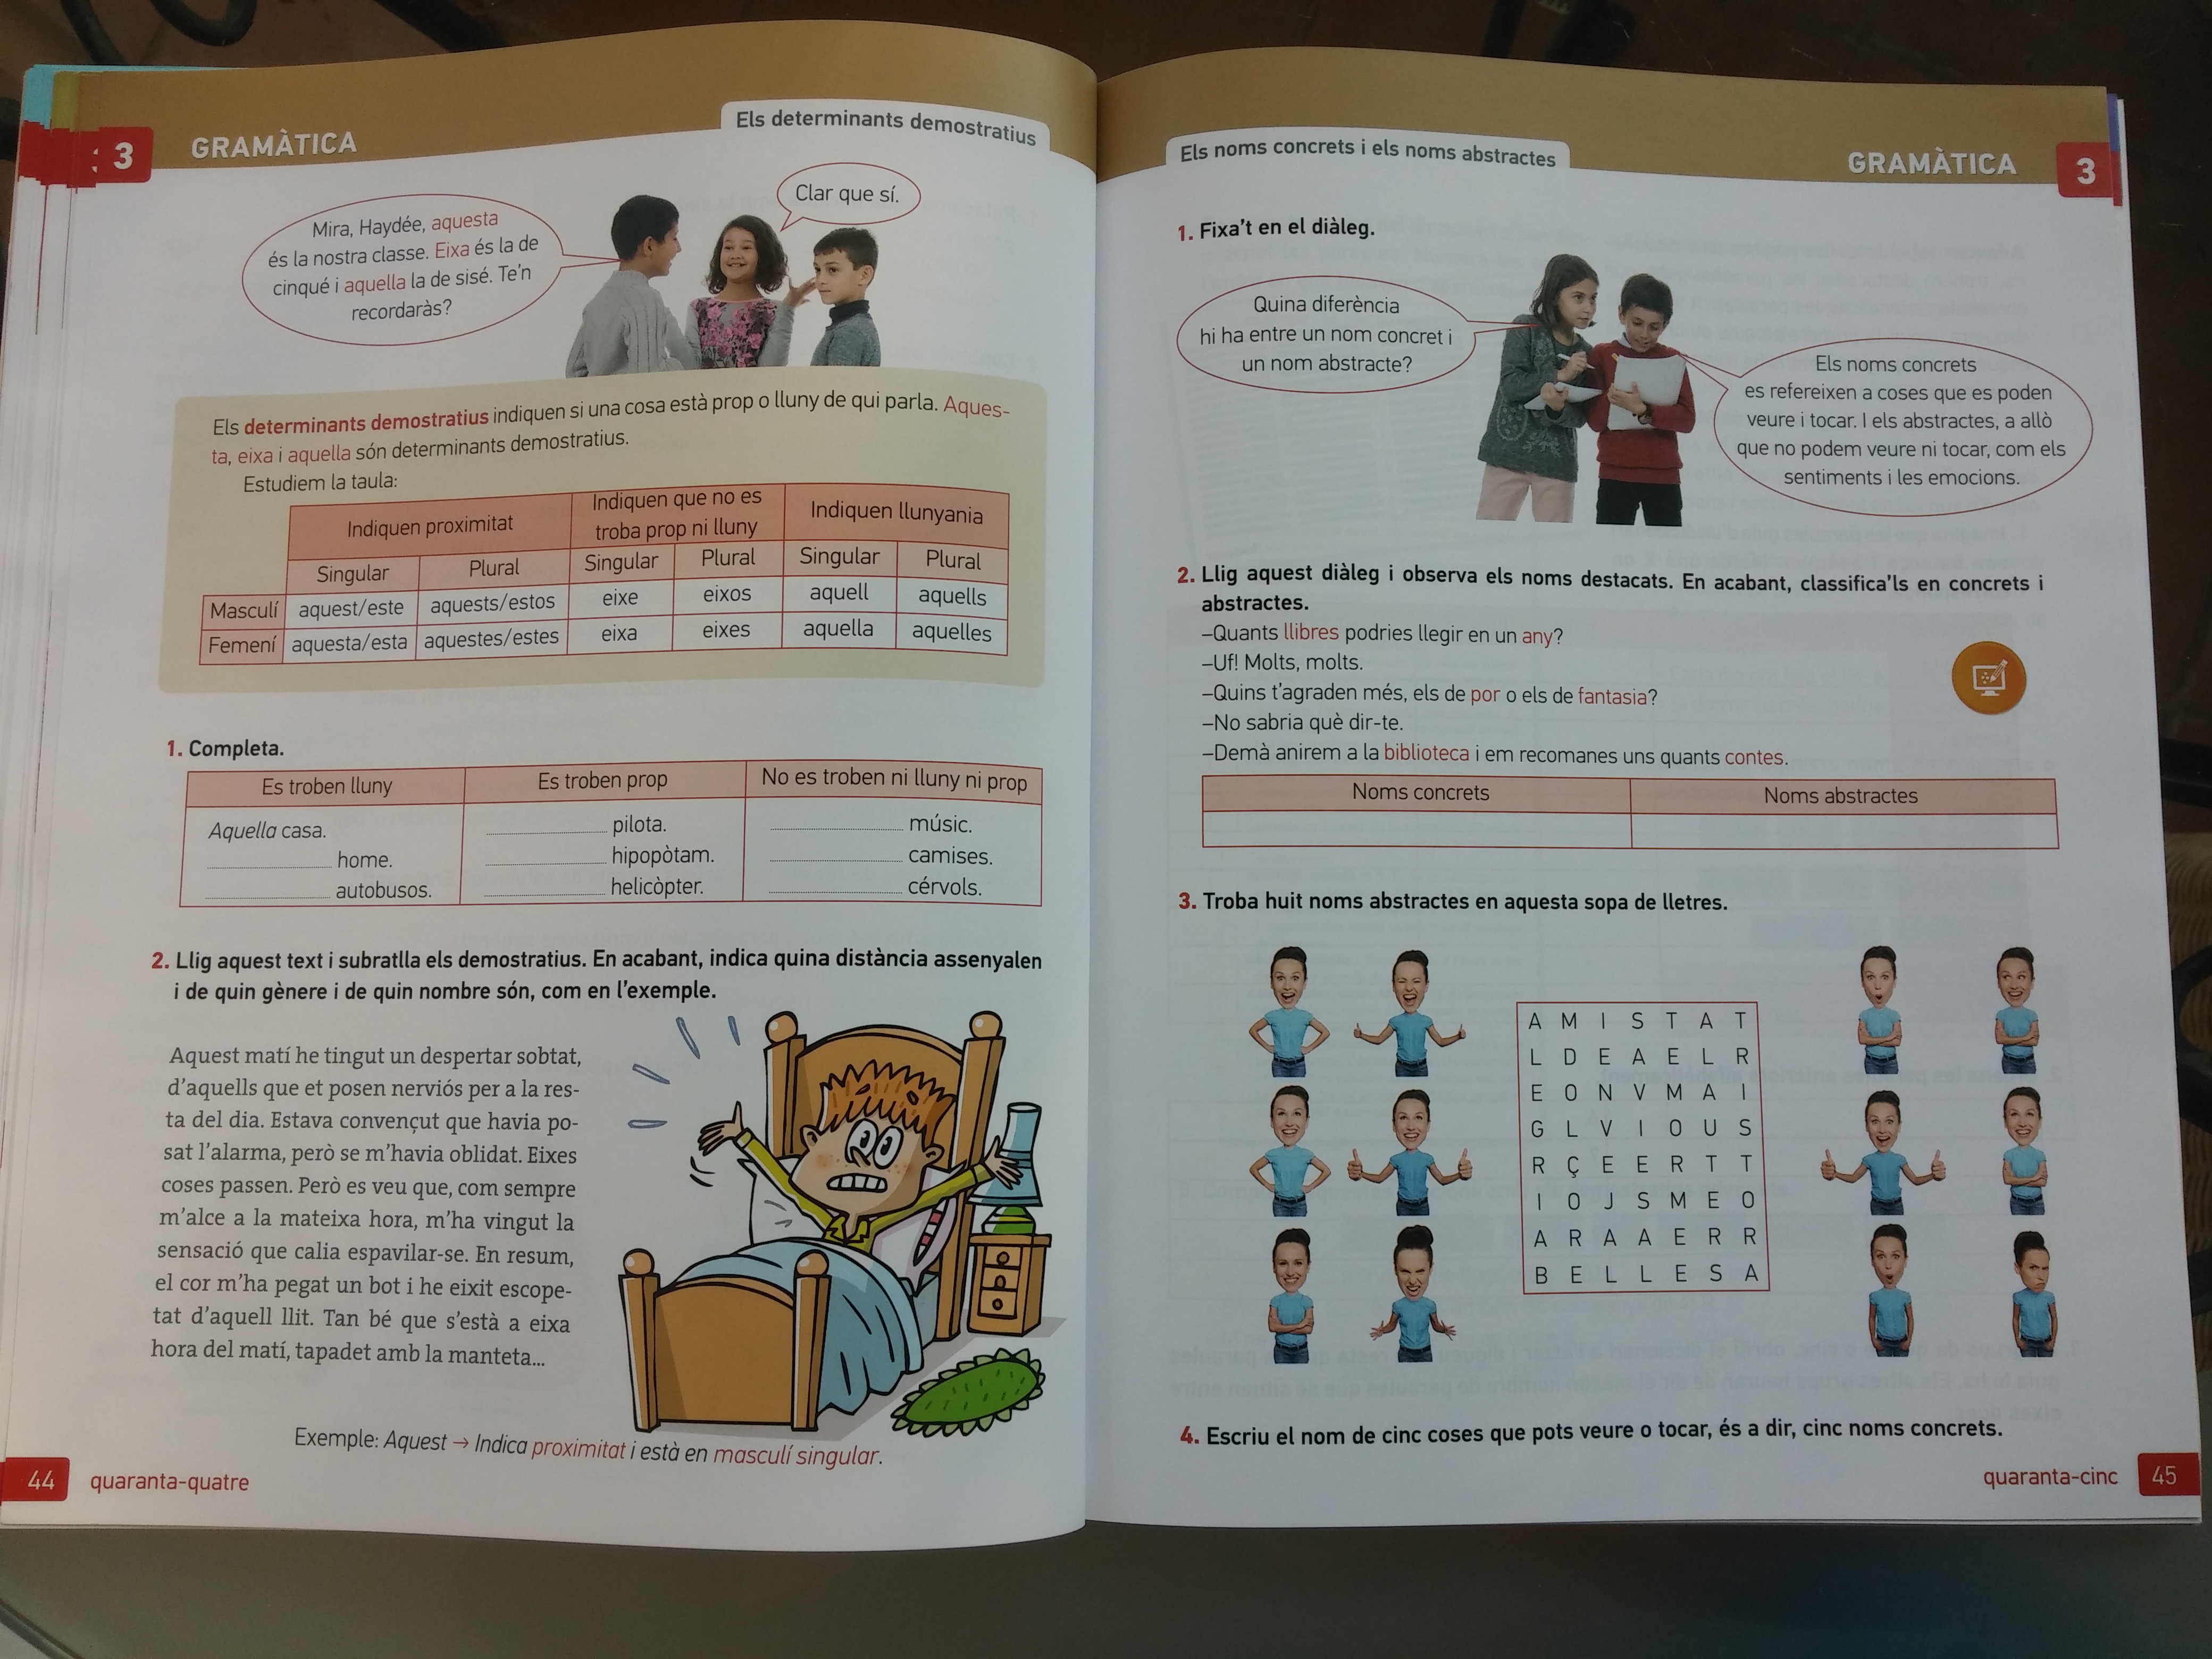 3
GRAMÀTICA
Els determinants demostratius
Mira, Haydée, aquesta
és la nostra classe. Eixa és la de
cinqué i aquella la de sisé. Te'n
recordaràs?
Clar que sí.
Els determinants demostratius indiquen si una cosa està prop o lluny de qui parla. Aques-
ta, eixa i aquella són determinants demostratius.
Estudiem la taula:
Indiquen proximitat
Indiquen que no es
troba prop ni lluny
Indiquen llunyania
Singular Plural Singular Plural Singular Plural
Masculí aquest/este aquests/estos eixe eixos aquell aquells
Femení aquesta/esta aquestes/estes eixa eixes aquella aquelles
1. Completa.
Es troben lluny Es troben prop No es troben ni lluny ni prop
Aquella casa. pilota. músic.
home. hipopòtam. camises.
autobusos. helicòpter. cérvols.
2. Llig aquest text i subratlla els demostratius. En acabant, indica quina distància assenyalen
i de quin gènere i de quin nombre són, com en l'exemple.
Aquest matí he tingut un despertar sobtat,
d'aquells que et posen nerviós per a la res-
ta del dia. Estava convençut que havia po-
sat l'alarma, però se m'havia oblidat. Eixes
coses passen. Però es veu que, com sempre
m'alce a la mateixa hora, m'ha vingut la
sensació que calia espavilar-se. En resum,
el cor m'ha pegat un bot i he eixit escope-
tat d'aquell llit. Tan bé que s'està a eixa
hora del matí, tapadet amb la manteta...
Exemple: Aquest → Indica proximitat i està en masculí singular.
44 quaranta-quatre
Els noms concrets i els noms abstractes
GRAMÀTICA
3
1. Fixa't en el diàleg.
Quina diferència
hi ha entre un nom concret i
un nom abstracte?
Els noms concrets
es refereixen a coses que es poden
veure i tocar. I els abstractes, a allò
que no podem veure ni tocar, com els
sentiments i les emocions.
2. Llig aquest diàleg i observa els noms destacats. En acabant, classifica'ls en concrets i
abstractes.
–Quants llibres podries llegir en un any?
–Uf! Molts, molts.
–Quins t'agraden més, els de por o els de fantasia?
–No sabria què dir-te.
–Demà anirem a la biblioteca i em recomanes uns quants contes.
Noms concrets Noms abstractes
3. Troba huit noms abstractes en aquesta sopa de lletres.
A M I S T A T
L D E A E L R
E O N V M A I
G L V I O U S
R Ç E E R T T
I O J S M E O
A R A A E R R
B E L L E S A
4. Escriu el nom de cinc coses que pots veure o tocar, és a dir, cinc noms concrets.
quaranta-cinc 45